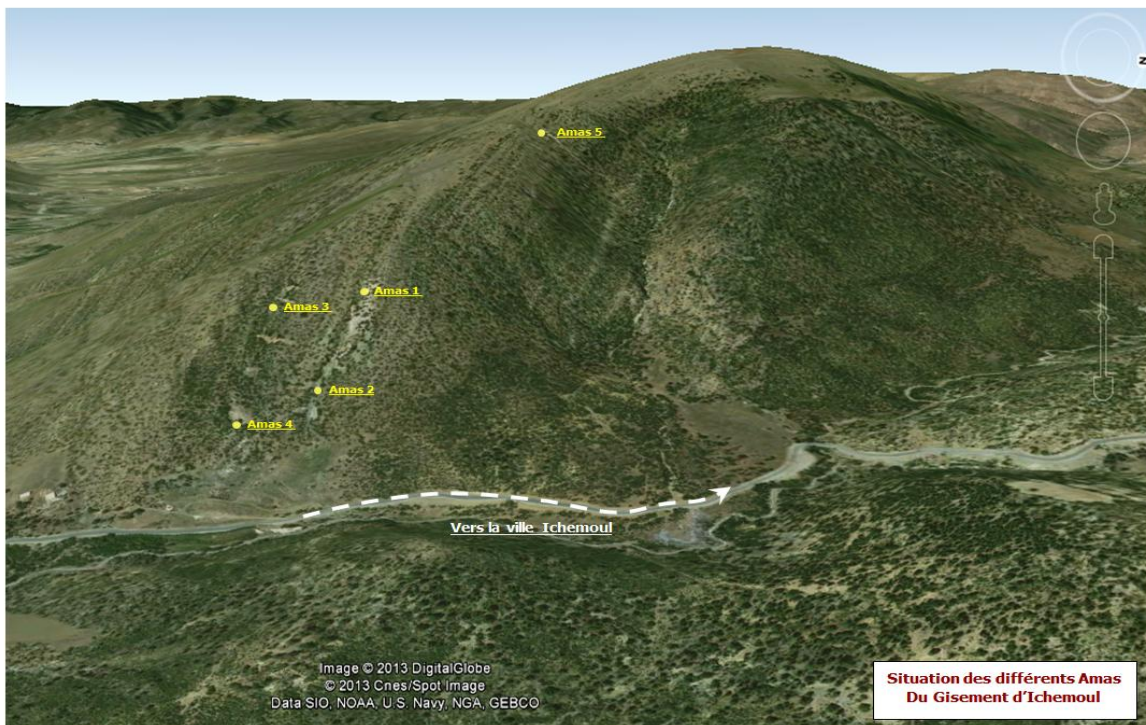 Z
Amas 5
Amas 1
Amas 3
Amas 2
Amas 4
Vers la ville Ichemoul
Image © 2013 DigitalGlobe
© 2013 Cnes/Spot Image
Data SIO, NOAA, U.S. Navy, NGA, GEBCO
Situation des différents Amas
Du Gisement d'Ichemoul